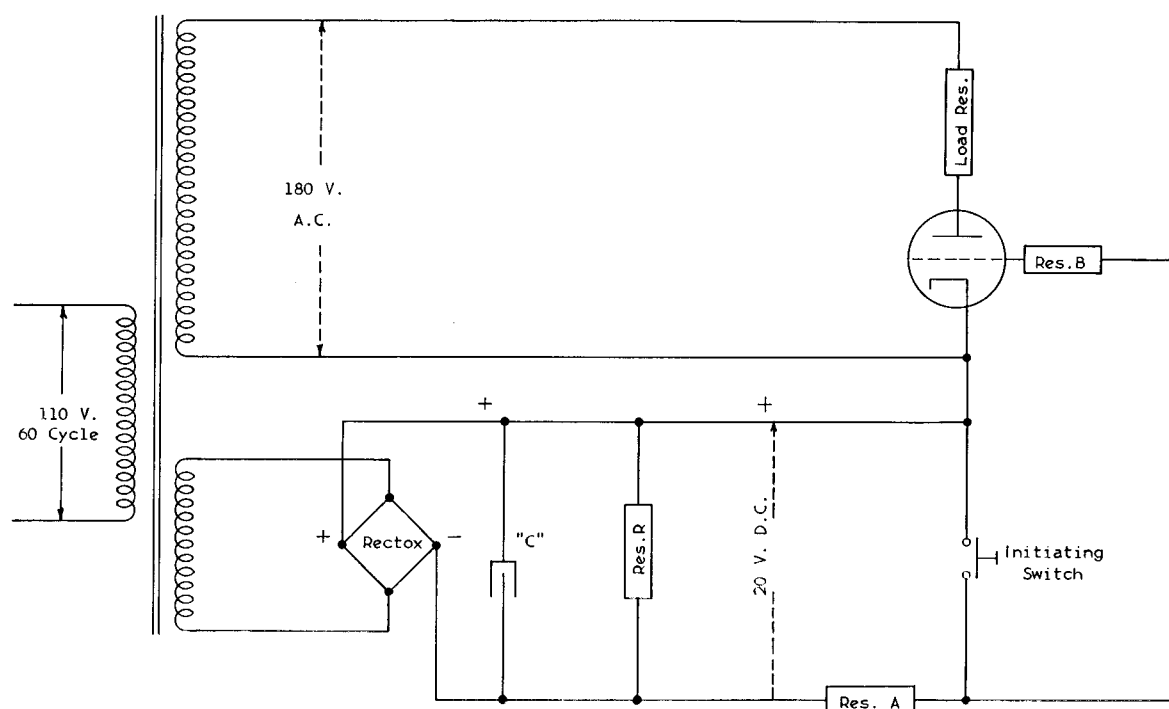 180 V.
A.C.
Load Res.
Res.B
110 V.
60 Cycle
+
+
+
Rectox
-
"C"
Res.R
20 V. D.C.
Initiating
Switch
Res. A